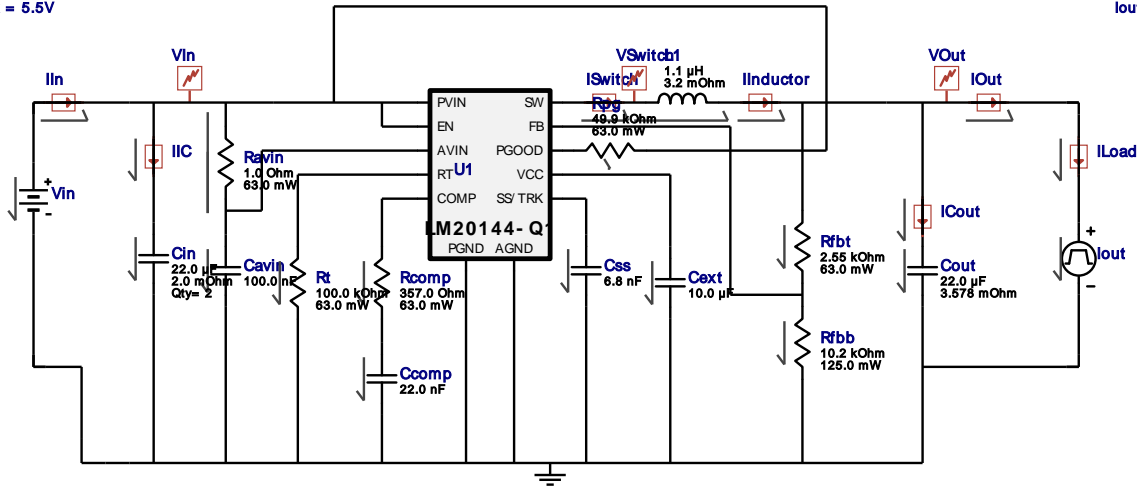 = 5.5V
Iou
VIn
VSwitch1
VOut
IIn
ISwitch
1.1 µH
3.2 mOhm
IInductor
IOut
Rpg
49.9 kOhm
63.0 mW
PVIN
SW
EN
FB
IIC
Ravin
1.0 Ohm
63.0 mW
AVIN
PGOOD
ILoad
RT
U1
VCC
Vin
+
-
COMP
SS/TRK
ICout
LM20144-Q1
PGND AGND
+
Iout
-
Cin
22.0 µF
2.0 mOhm
Qty= 2
Cavin
100.0 nF
Rt
100.0 kOhm
63.0 mW
Rcomp
357.0 Ohm
63.0 mW
Css
6.8 nF
Cext
10.0 µF
Rfbt
2.55 kOhm
63.0 mW
Cout
22.0 µF
3.578 mOhm
Rfbb
10.2 kOhm
125.0 mW
Ccomp
22.0 nF